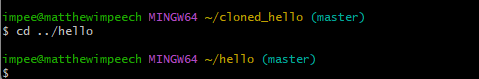 impee@matthewimpeech MINGW64 ~/cloned_hello (master)
$ cd ../hello
impee@matthewimpeech MINGW64 ~/hello (master)
$